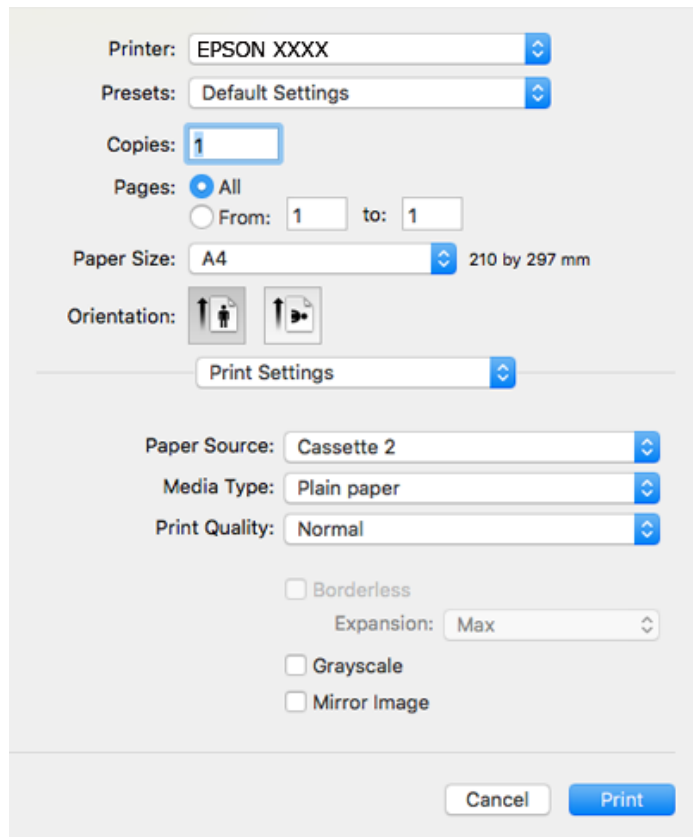 Printer: EPSON XXXX
Presets: Default Settings
Copies: 1
Pages: All
From: 1 to: 1
Paper Size: A4 210 by 297 mm
Orientation:
Print Settings
Paper Source: Cassette 2
Media Type: Plain paper
Print Quality: Normal
Borderless
Expansion: Max
Grayscale
Mirror Image
Cancel Print